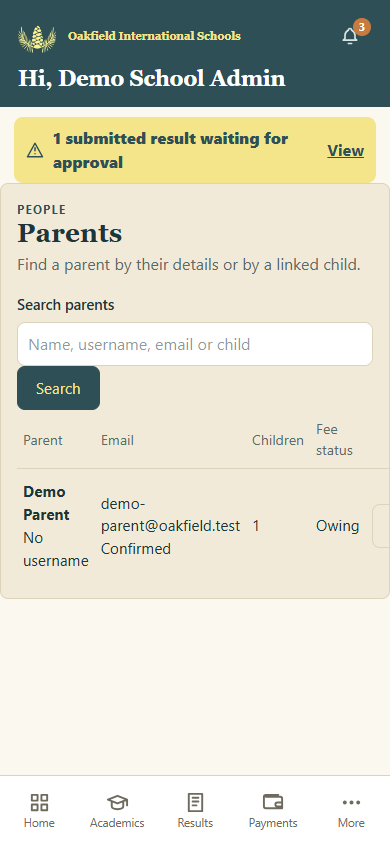 Oakfield International Schools
3
Hi, Demo School Admin
1 submitted result waiting for
approval
View
PEOPLE
Parents
Find a parent by their details or by a linked child.
Search parents
Name, username, email or child
Search
Parent Email Children Fee
status
Demo
Parent
No
username
demo-
parent@oakfield.test
Confirmed
1
Owing
Home Academics Results Payments More